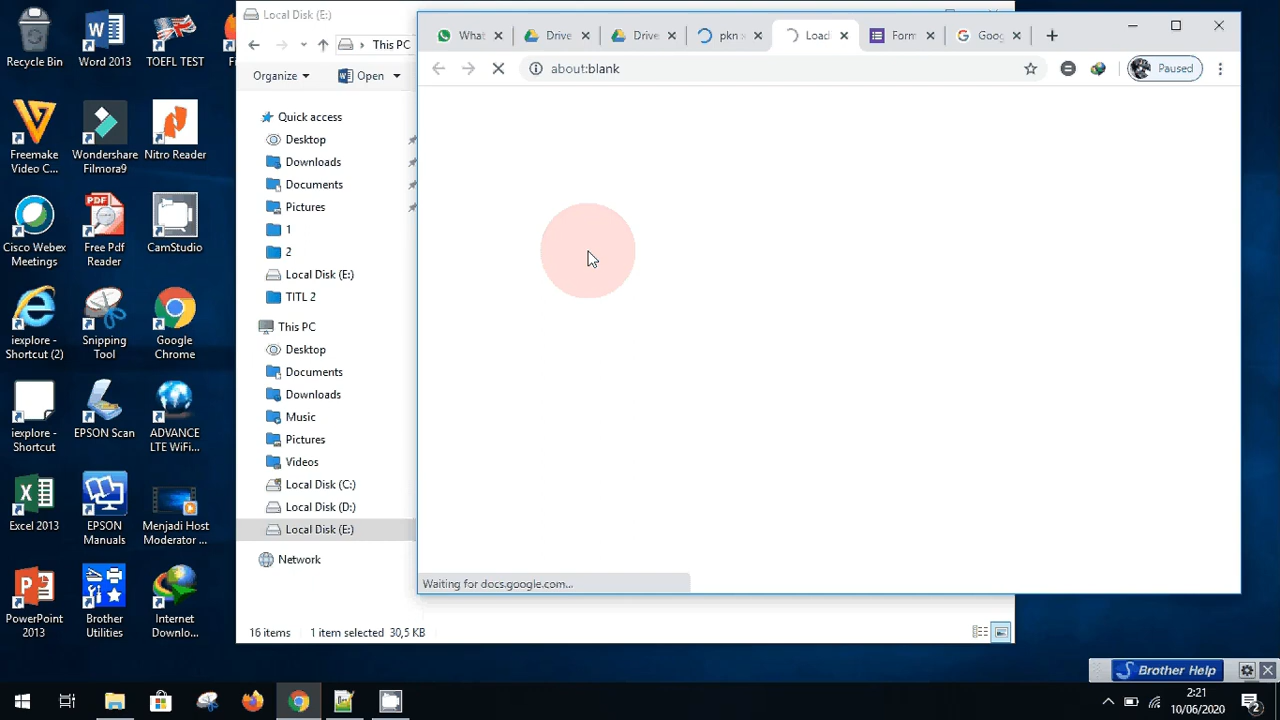 Recycle Bin
Word 2013
TOEFL TEST
Freemake
Video C...
Wondershare
Filmora9
Nitro Reader
Cisco Webex
Meetings
Free Pdf
Reader
CamStudio
iexplore -
Shortcut (2)
Snipping
Tool
Google
Chrome
iexplore -
Shortcut
EPSON Scan
ADVANCE
LTE WiFi...
Excel 2013
EPSON
Manuals
Menjadi Host
Moderator ...
PowerPoint
2013
Brother
Utilities
Internet
Downlo...
Local Disk (E:)
This PC
Organize
Open
Quick access
Desktop
Downloads
Documents
Pictures
1
2
Local Disk (E:)
TITL 2
This PC
Desktop
Documents
Downloads
Music
Pictures
Videos
Local Disk (C:)
Local Disk (D:)
Local Disk (E:)
Network
16 items 1 item selected 30,5 KB
What Drive Drive pkn Load Form Goog
about:blank Paused
Waiting for docs.google.com...
Brother Help
2:21
10/06/2020
2